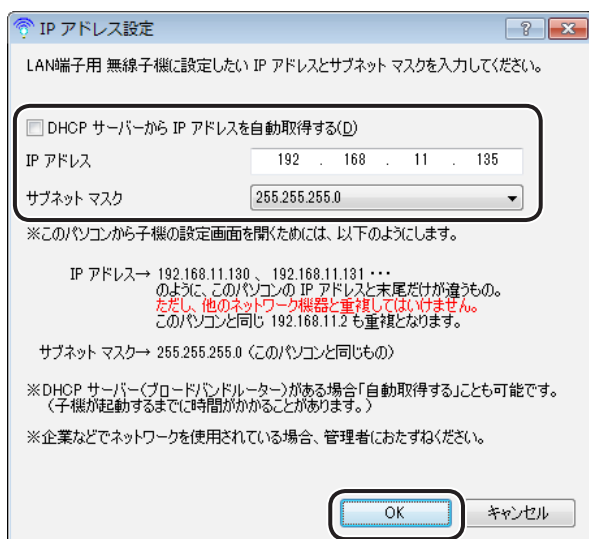 IP アドレス設定
LAN端子用 無線子機に設定したい IP アドレスとサブネット マスクを入力してください。
DHCP サーバーから IP アドレスを自動取得する(D)
IP アドレス 192 . 168 . 11 . 135
サブネット マスク 255.255.255.0
※このパソコンから子機の設定画面を開くためには、以下のようにします。
IP アドレス→ 192.168.11.130 、 192.168.11.131 ・・・
のように、このパソコンの IP アドレスと末尾だけが違うもの。
ただし、他のネットワーク機器と重複してはいけません。
このパソコンと同じ 192.168.11.2 も重複となります。
サブネット マスク→ 255.255.255.0 (このパソコンと同じもの)
※DHCP サーバー(ブロードバンドルーター)がある場合「自動取得する」ことも可能です。
(子機が起動するまでに時間がかかることがあります。)
※企業などでネットワークを使用されている場合、管理者におたずねください。
OK キャンセル